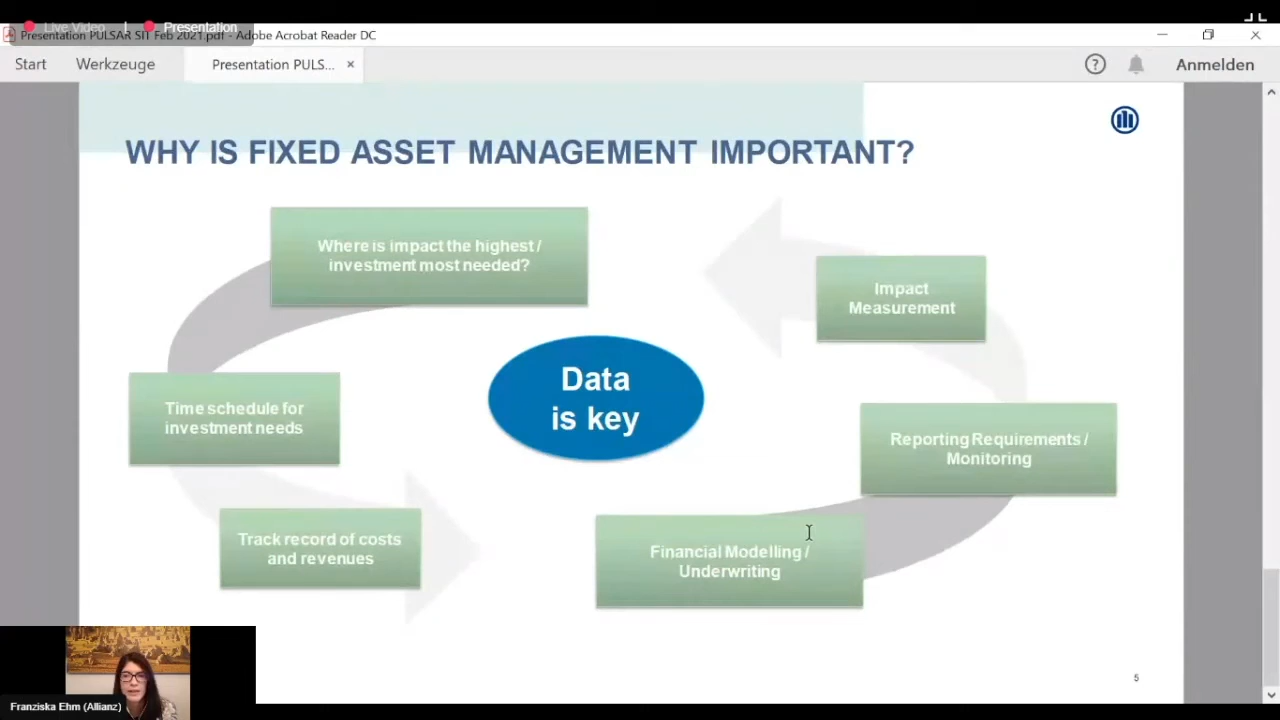 Live Video | Presentation
Presentation PULSAR SIT Feb 2021.pdf - Adobe Acrobat Reader DC
Start Werkzeuge Presentation PULS... × ? Anmelden
WHY IS FIXED ASSET MANAGEMENT IMPORTANT?
Where is impact the highest /
investment most needed?
Impact
Measurement
Data
is key
Time schedule for
investment needs
Reporting Requirements /
Monitoring
Track record of costs
and revenues
Financial Modelling /
Underwriting
5
Franziska Ehm (Allianz)